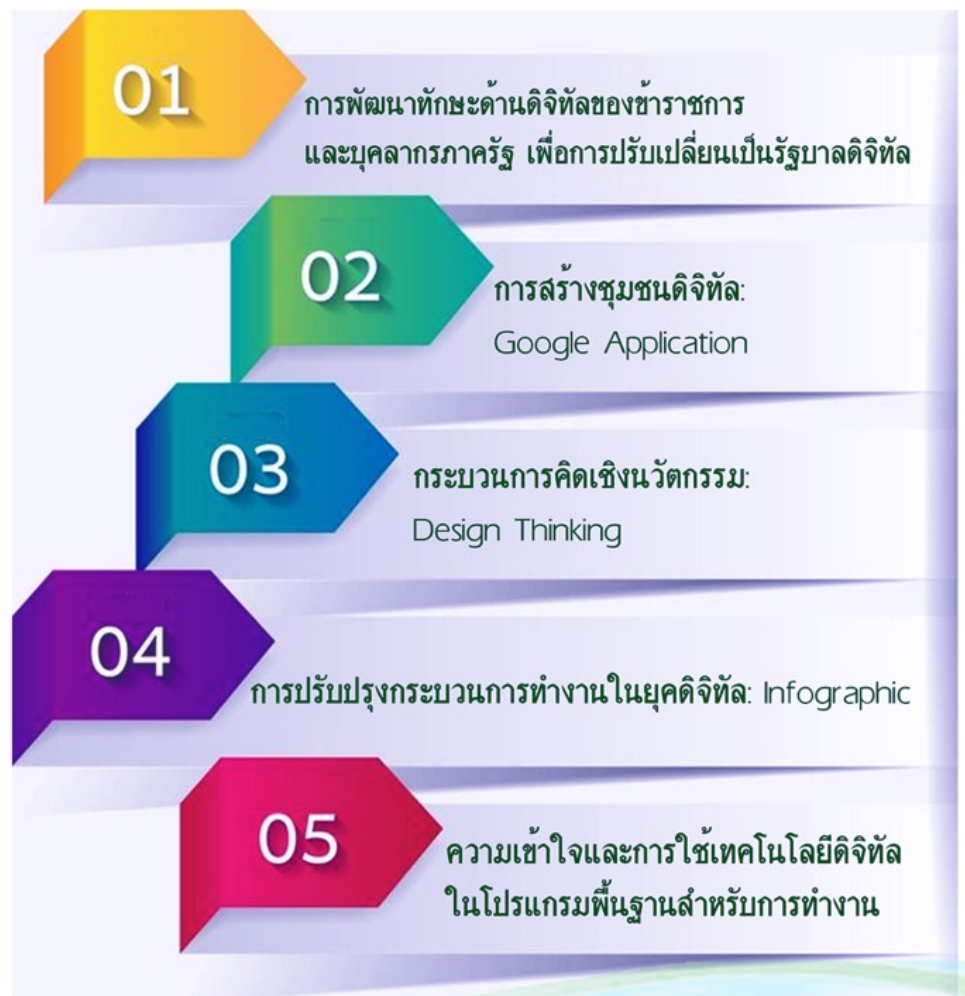 01
การพัฒนาทักษะด้านดิจิทัลของข้าราชการ
และบุคลากรภาครัฐ เพื่อการปรับเปลี่ยนเป็นรัฐบาลดิจิทัล
02
การสร้างชุมชนดิจิทัล:
Google Application
03
กระบวนการคิดเชิงนวัตกรรม:
Design Thinking
04
การปรับปรุงกระบวนการทำงานในยุคดิจิทัล: Infographic
05
ความเข้าใจและการใช้เทคโนโลยีดิจิทัล
ในโปรแกรมพื้นฐานสำหรับการทำงาน